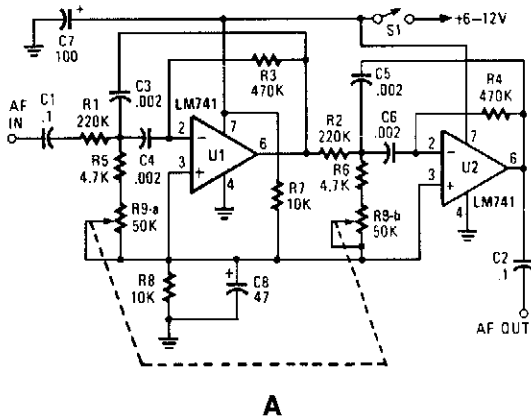 C7
100
+
S1
+6-12V
C3
.002
R3
470K
C5
.002
R4
470K
AF
IN
C1
.1
R1
220K
LM741
C4
.002
2
3
7
6
4
−
+
U1
R2
220K
C6
.002
2
3
7
6
4
−
+
U2
LM741
R5
4.7K
R9-a
50K
R7
10K
R6
4.7K
R9-b
50K
R8
10K
+
C8
47
C2
.1
AF OUT
A